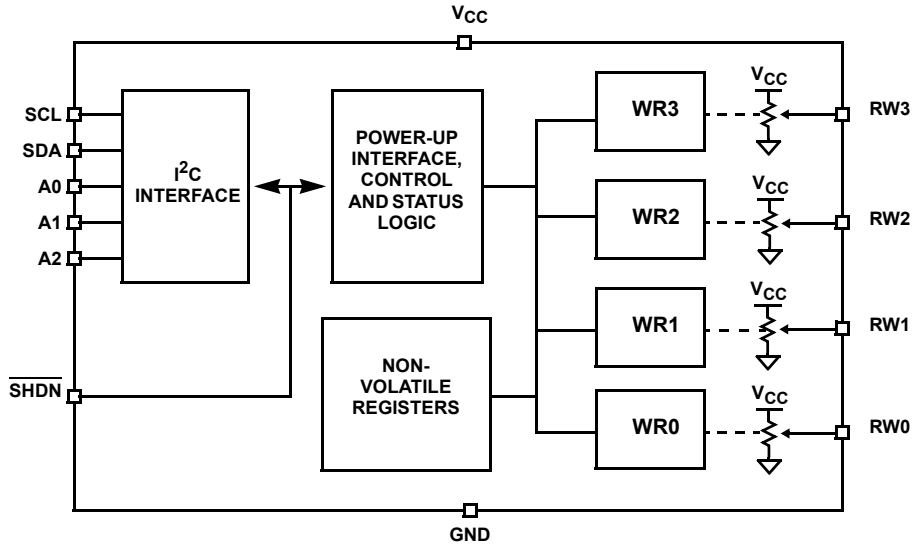 VCC
SCL
SDA
A0
A1
A2
SHDN
I2C
INTERFACE
POWER-UP
INTERFACE,
CONTROL
AND STATUS
LOGIC
NON-
VOLATILE
REGISTERS
WR3
VCC
RW3
WR2
VCC
RW2
WR1
VCC
RW1
WR0
VCC
RW0
GND